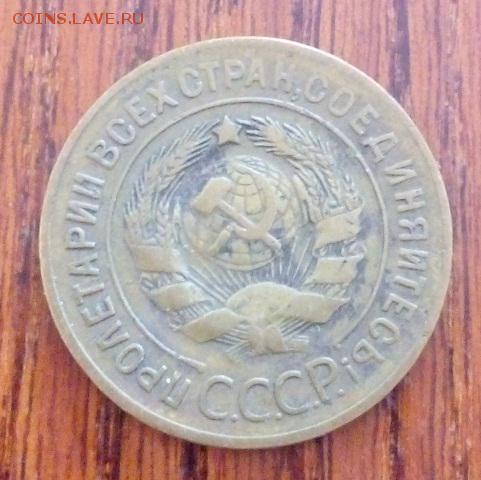 COINS.LAVE.RU
ПРОЛЕТАРИИ ВСЕХ СТРАН, СОЕДИНЯЙТЕСЬ!
С.С.С.Р.